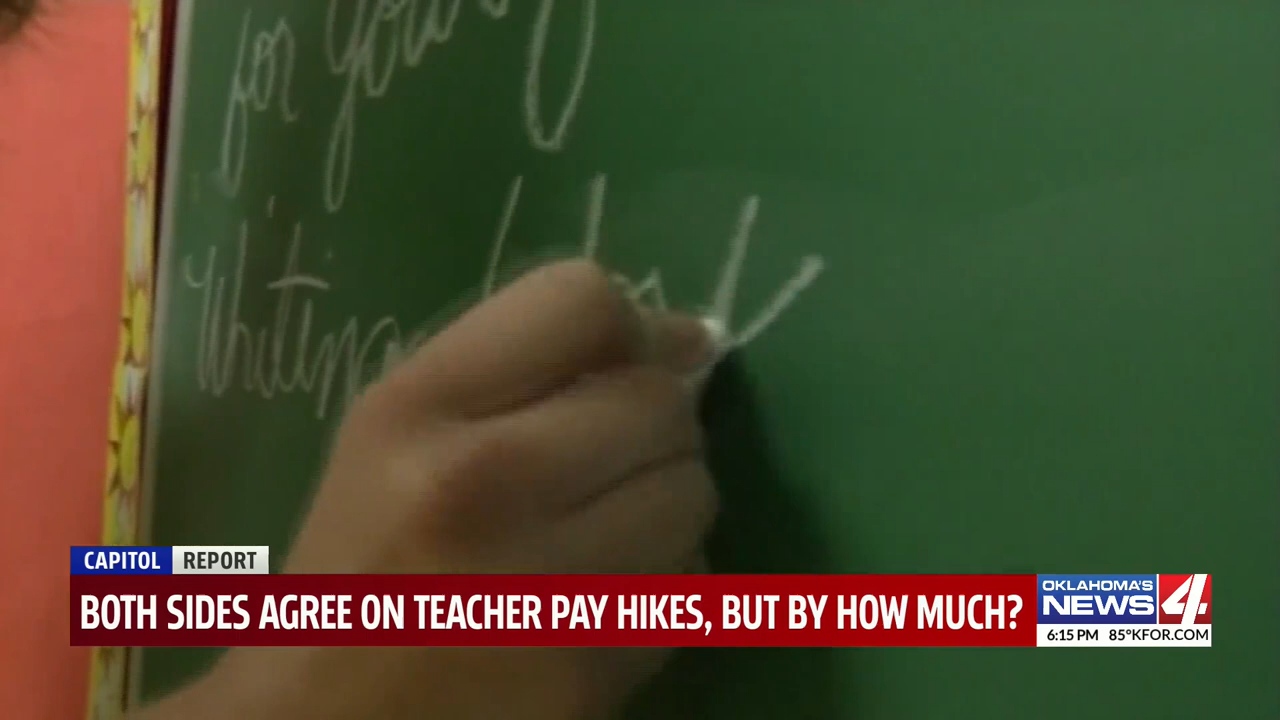 for your
Writing
CAPITOL REPORT
BOTH SIDES AGREE ON TEACHER PAY HIKES, BUT BY HOW MUCH?
OKLAHOMA'S
NEWS 4
6:15 PM 85° KFOR.COM